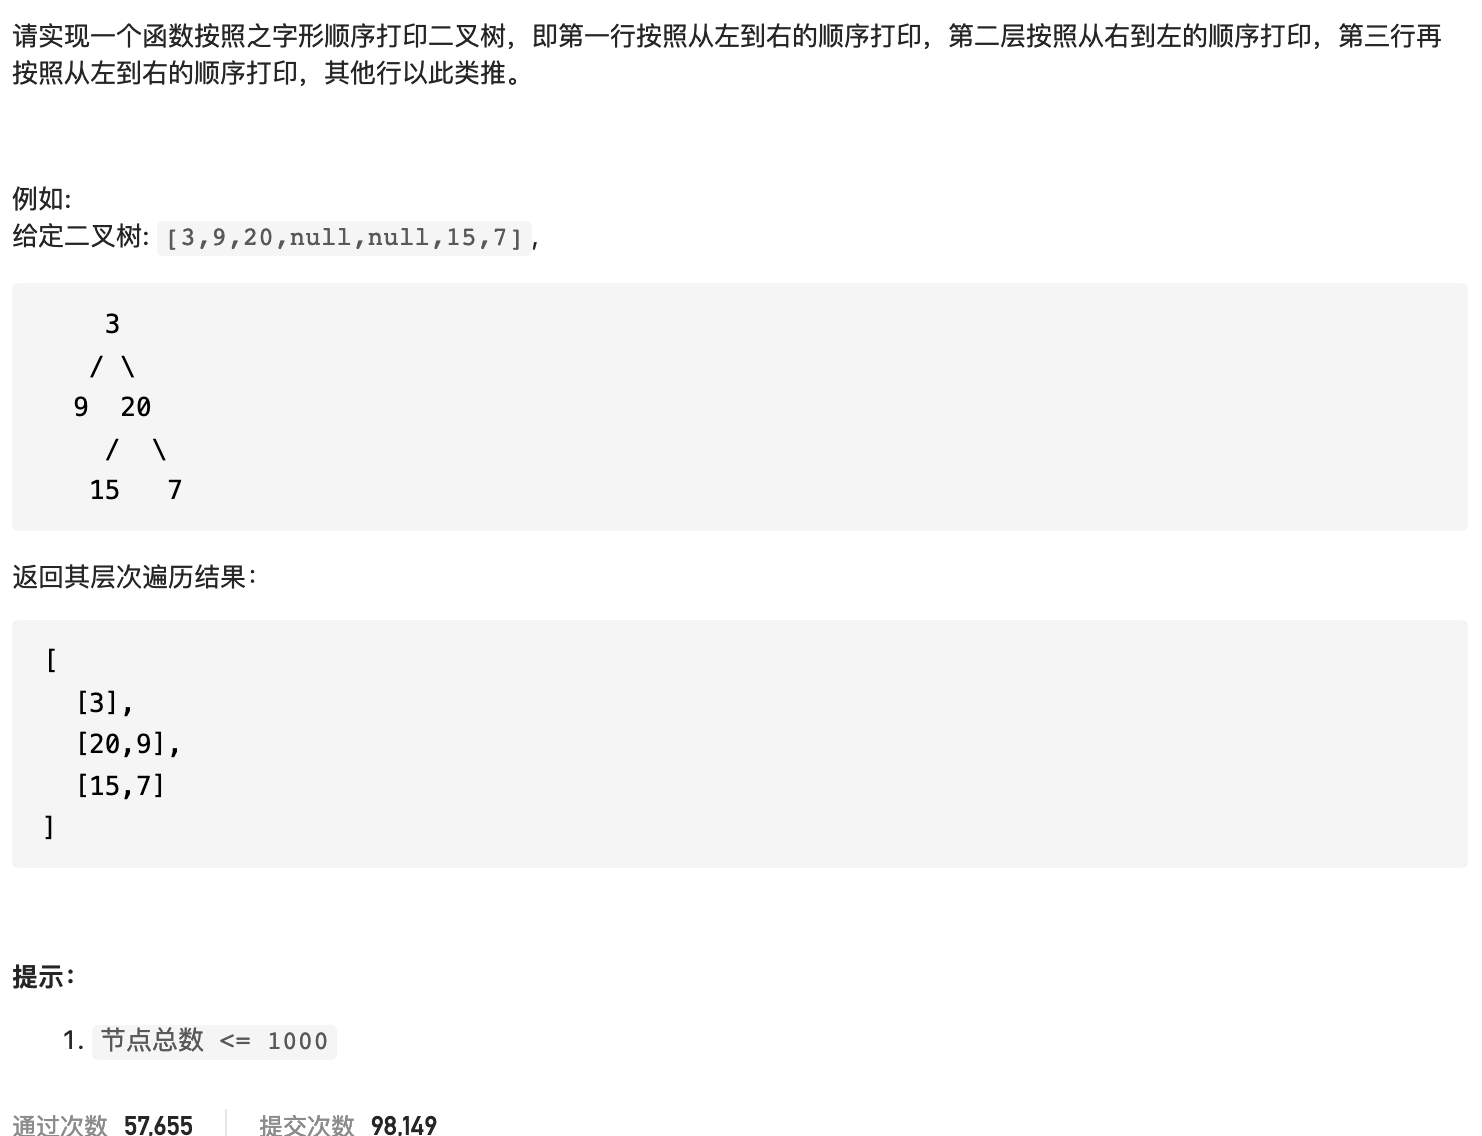 请实现一个函数按照之字形顺序打印二叉树，即第一行按照从左到右的顺序打印，第二层按照从右到左的顺序打印，第三行再
按照从左到右的顺序打印，其他行以此类推。
例如:
给定二叉树: [3,9,20,null,null,15,7],
    3
   / \
  9  20
    /  \
   15   7
返回其层次遍历结果：
[
  [3],
  [20,9],
  [15,7]
]
提示：
1. 节点总数 <= 1000
通过次数 57,655 提交次数 98,149